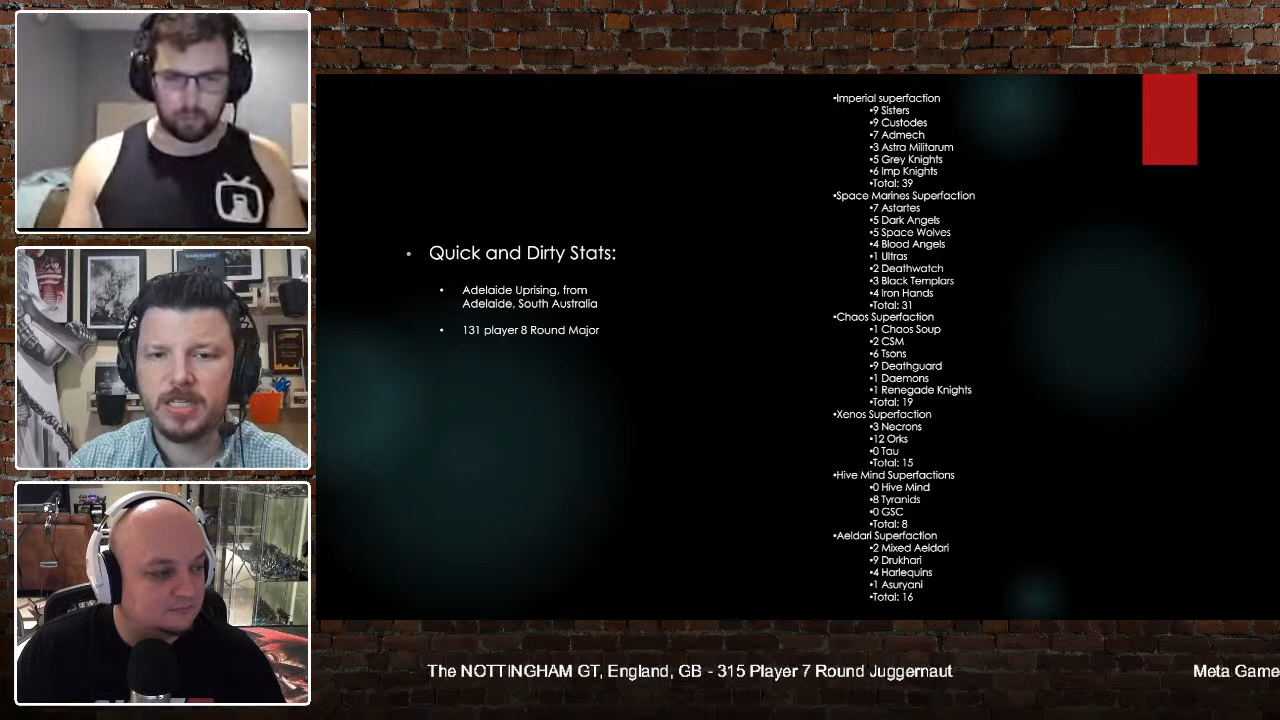 •Imperial superfaction
•9 Sisters
•9 Custodes
•7 Admech
•3 Astra Militarum
•5 Grey Knights
•6 Imp Knights
•Total: 39
•Space Marines Superfaction
•7 Astartes
•5 Dark Angels
•5 Space Wolves
•4 Blood Angels
•1 Ultras
•2 Deathwatch
•3 Black Templars
•4 Iron Hands
•Total: 31
•Chaos Superfaction
•1 Chaos Soup
•2 CSM
•6 Tsons
•9 Deathguard
•1 Daemons
•1 Renegade Knights
•Total: 19
•Xenos Superfaction
•3 Necrons
•12 Orks
•0 Tau
•Total: 15
•Hive Mind Superfactions
•0 Hive Mind
•8 Tyranids
•0 GSC
•Total: 8
•Aeldari Superfaction
•2 Mixed Aeldari
•9 Drukhari
•4 Harlequins
•1 Asuryani
•Total: 16
• Quick and Dirty Stats:
• Adelaide Uprising, from
Adelaide, South Australia
• 131 player 8 Round Major
The NOTTINGHAM GT, England, GB - 315 Player 7 Round Juggernaut
Meta Game